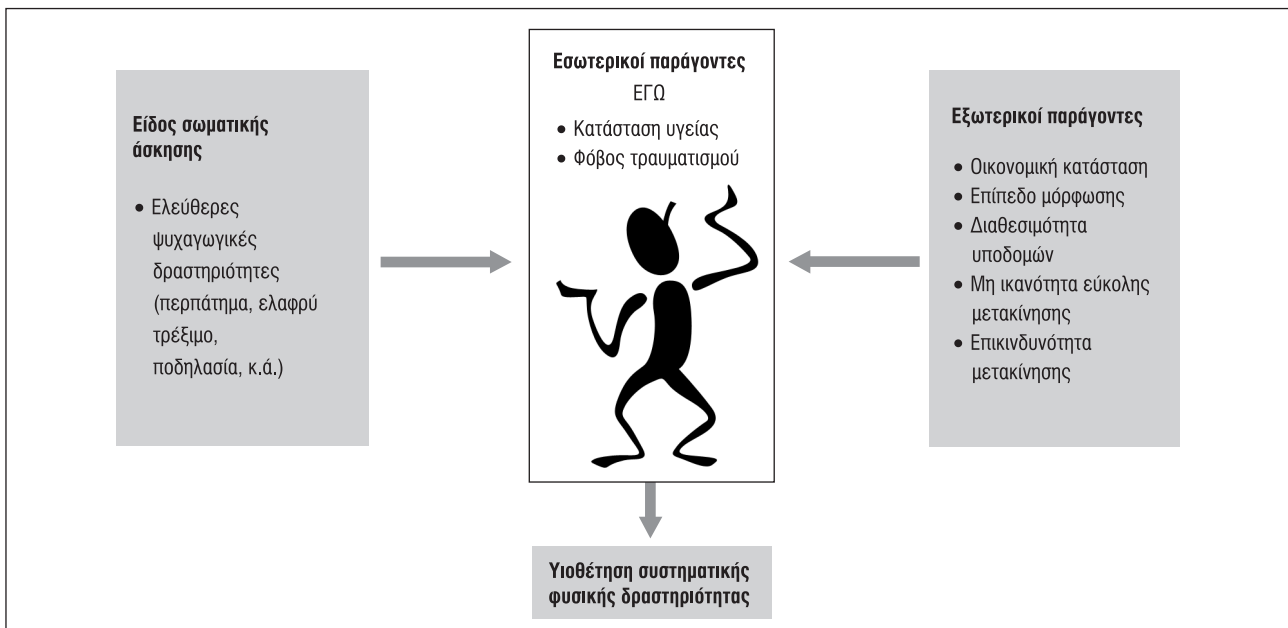 Είδος σωματικής
άσκησης
• Ελεύθερες
ψυχαγωγικές
δραστηριότητες
(περπάτημα, ελαφρύ
τρέξιμο,
ποδηλασία, κ.ά.)
Εσωτερικοί παράγοντες
ΕΓΩ
• Κατάσταση υγείας
• Φόβος τραυματισμού
Εξωτερικοί παράγοντες
• Οικονομική κατάσταση
• Επίπεδο μόρφωσης
• Διαθεσιμότητα
υποδομών
• Μη ικανότητα εύκολης
μετακίνησης
• Επικινδυνότητα
μετακίνησης
Υιοθέτηση συστηματικής
φυσικής δραστηριότητας